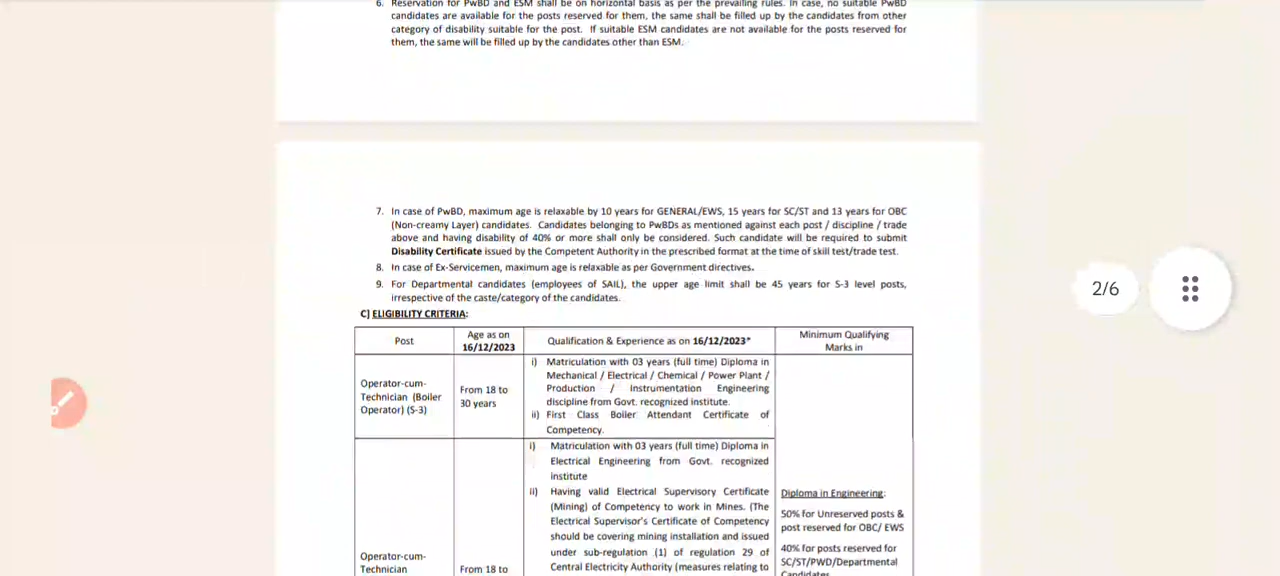 6. Reservation for PwBD and ESM shall be on horizontal basis as per the prevailing rules. In case, no suitable PwBD
candidates are available for the posts reserved for them, the same shall be filled up by the candidates from other
category of disability suitable for the post. If suitable ESM candidates are not available for the posts reserved for
them, the same will be filled up by the candidates other than ESM.
7. In case of PwBD, maximum age is relaxable by 10 years for GENERAL/EWS, 15 years for SC/ST and 13 years for OBC
(Non-creamy Layer) candidates. Candidates belonging to PwBDs as mentioned against each post / discipline / trade
above and having disability of 40% or more shall only be considered. Such candidate will be required to submit
Disability Certificate issued by the Competent Authority in the prescribed format at the time of skill test/trade test.
8. In case of Ex-Servicemen, maximum age is relaxable as per Government directives.
9. For Departmental candidates (employees of SAIL), the upper age limit shall be 45 years for S-3 level posts,
irrespective of the caste/category of the candidates.
2/6
C) ELIGIBILITY CRITERIA:
Post
Age as on
16/12/2023
Qualification & Experience as on 16/12/2023*
Minimum Qualifying
Marks in
Operator-cum-
Technician (Boiler
Operator) (S-3)
From 18 to
30 years
i) Matriculation with 03 years (full time) Diploma in
Mechanical / Electrical / Chemical / Power Plant /
Production / Instrumentation Engineering
discipline from Govt. recognized institute.
ii) First Class Boiler Attendant Certificate of
Competency.
Operator-cum-
Technician
From 18 to
i) Matriculation with 03 years (full time) Diploma in
Electrical Engineering from Govt. recognized
institute
ii) Having valid Electrical Supervisory Certificate
(Mining) of Competency to work in Mines. (The
Electrical Supervisor's Certificate of Competency
should be covering mining installation and issued
under sub-regulation (1) of regulation 29 of
Central Electricity Authority (measures relating to
Diploma in Engineering:
50% for Unreserved posts &
post reserved for OBC/ EWS
40% for posts reserved for
SC/ST/PWD/Departmental
Candidates